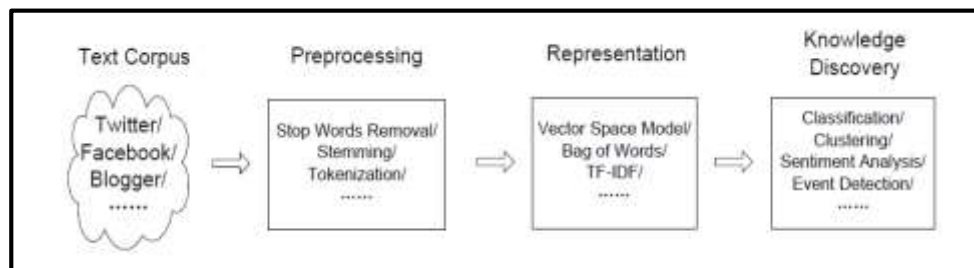 Text Corpus
Twitter/
Facebook/
Blogger/
......
Preprocessing
Stop Words Removal/
Stemming/
Tokenization/
......
Representation
Vector Space Model/
Bag of Words/
TF-IDF/
......
Knowledge
Discovery
Classification/
Clustering/
Sentiment Analysis/
Event Detection/
......